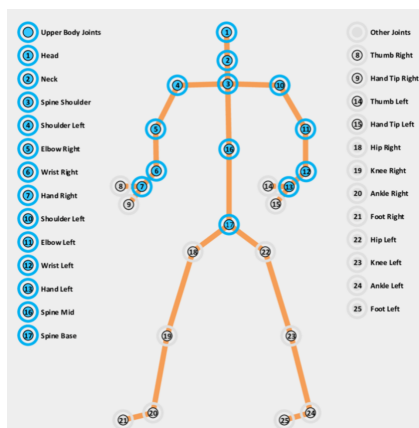 Upper Body Joints
1 Head
2 Neck
3 Spine Shoulder
4 Shoulder Left
5 Elbow Right
6 Wrist Right
7 Hand Right
10 Shoulder Left
11 Elbow Left
12 Wrist Left
13 Hand Left
16 Spine Mid
17 Spine Base
1
2
3
4
10
5
11
16
6
12
8
7
14
13
9
15
17
18
22
19
23
20
24
21
25
Other Joints
8 Thumb Right
9 Hand Tip Right
14 Thumb Left
15 Hand Tip Left
18 Hip Right
19 Knee Right
20 Ankle Right
21 Foot Right
22 Hip Left
23 Knee Left
24 Ankle Left
25 Foot Left